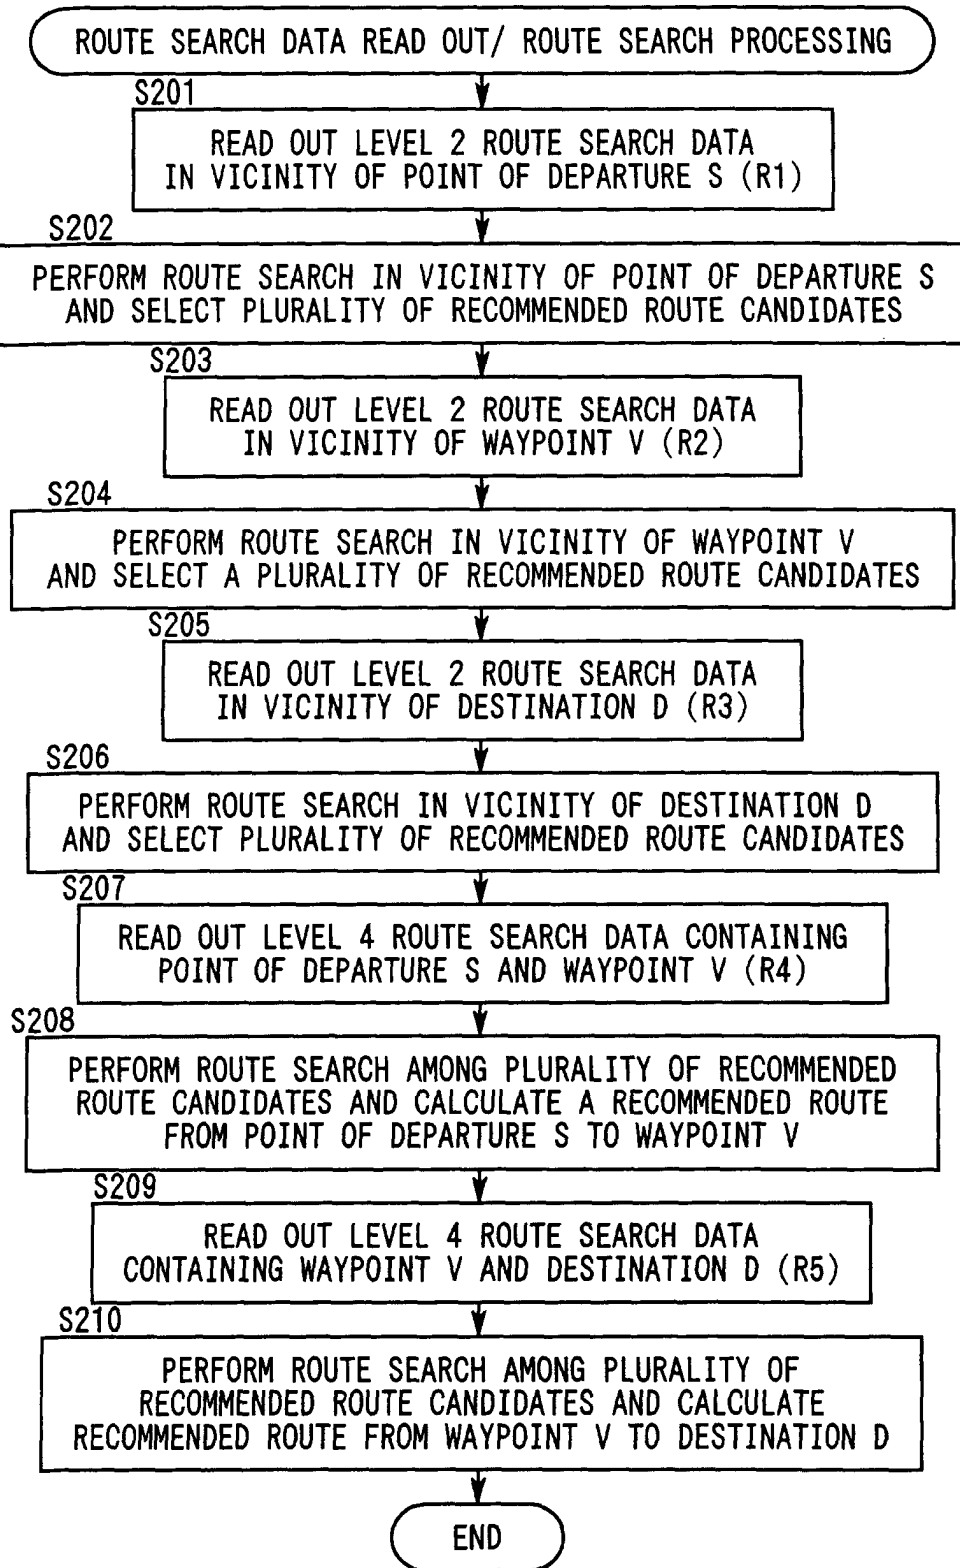 ROUTE SEARCH DATA READ OUT/ ROUTE SEARCH PROCESSING
S201
READ OUT LEVEL 2 ROUTE SEARCH DATA
IN VICINITY OF POINT OF DEPARTURE S (R1)
S202
PERFORM ROUTE SEARCH IN VICINITY OF POINT OF DEPARTURE S
AND SELECT PLURALITY OF RECOMMENDED ROUTE CANDIDATES
S203
READ OUT LEVEL 2 ROUTE SEARCH DATA
IN VICINITY OF WAYPOINT V (R2)
S204
PERFORM ROUTE SEARCH IN VICINITY OF WAYPOINT V
AND SELECT A PLURALITY OF RECOMMENDED ROUTE CANDIDATES
S205
READ OUT LEVEL 2 ROUTE SEARCH DATA
IN VICINITY OF DESTINATION D (R3)
S206
PERFORM ROUTE SEARCH IN VICINITY OF DESTINATION D
AND SELECT PLURALITY OF RECOMMENDED ROUTE CANDIDATES
S207
READ OUT LEVEL 4 ROUTE SEARCH DATA CONTAINING
POINT OF DEPARTURE S AND WAYPOINT V (R4)
S208
PERFORM ROUTE SEARCH AMONG PLURALITY OF RECOMMENDED
ROUTE CANDIDATES AND CALCULATE A RECOMMENDED ROUTE
FROM POINT OF DEPARTURE S TO WAYPOINT V
S209
READ OUT LEVEL 4 ROUTE SEARCH DATA
CONTAINING WAYPOINT V AND DESTINATION D (R5)
S210
PERFORM ROUTE SEARCH AMONG PLURALITY OF
RECOMMENDED ROUTE CANDIDATES AND CALCULATE
RECOMMENDED ROUTE FROM WAYPOINT V TO DESTINATION D
END